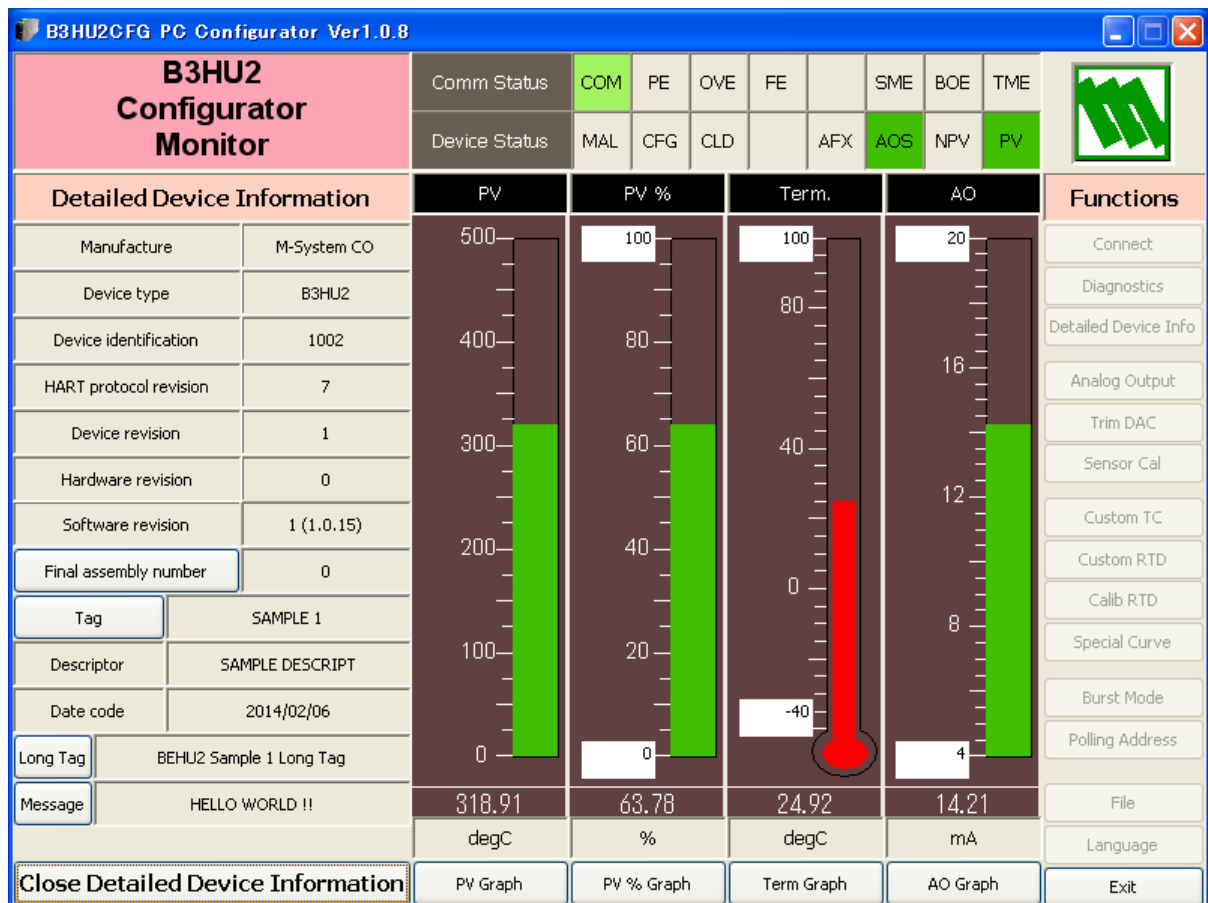 B3HU2CFG PC Configurator Ver1.0.8
B3HU2
Configurator
Monitor
Comm Status COM PE OVE FE SME BOE TME
Device Status MAL CFG CLD AFX AOS NPV PV
Detailed Device Information
Manufacture M-System CO
Device type B3HU2
Device identification 1002
HART protocol revision 7
Device revision 1
Hardware revision 0
Software revision 1 (1.0.15)
Final assembly number 0
Tag SAMPLE 1
Descriptor SAMPLE DESCRIPT
Date code 2014/02/06
Long Tag BEHU2 Sample 1 Long Tag
Message HELLO WORLD !!
Close Detailed Device Information
PV
500
400
300
200
100
0
318.91
degC
PV Graph
PV %
100
80
60
40
20
0
63.78
%
PV % Graph
Term.
100
80
40
0
-40
24.92
degC
Term Graph
AO
20
16
12
8
4
14.21
mA
AO Graph
Functions
Connect
Diagnostics
Detailed Device Info
Analog Output
Trim DAC
Sensor Cal
Custom TC
Custom RTD
Calib RTD
Special Curve
Burst Mode
Polling Address
File
Language
Exit